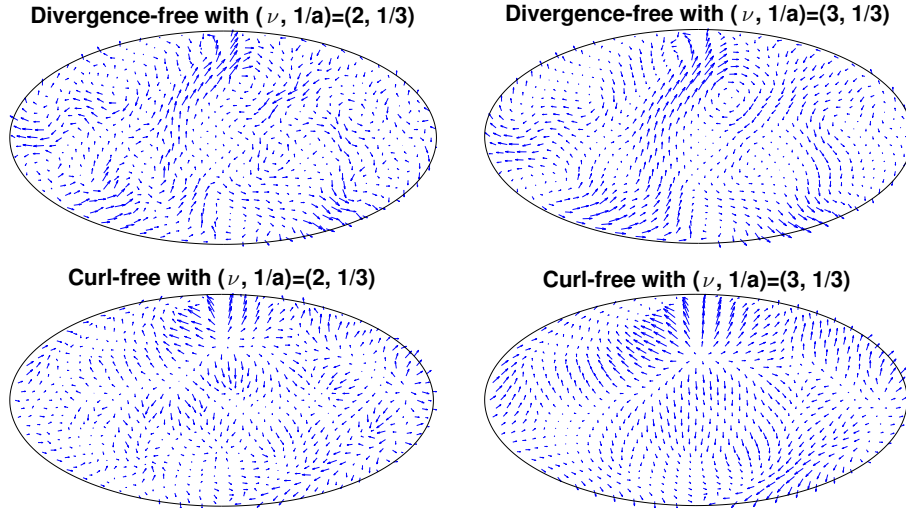 Divergence-free with (ν, 1/a)=(2, 1/3)
Divergence-free with (ν, 1/a)=(3, 1/3)
Curl-free with (ν, 1/a)=(2, 1/3)
Curl-free with (ν, 1/a)=(3, 1/3)